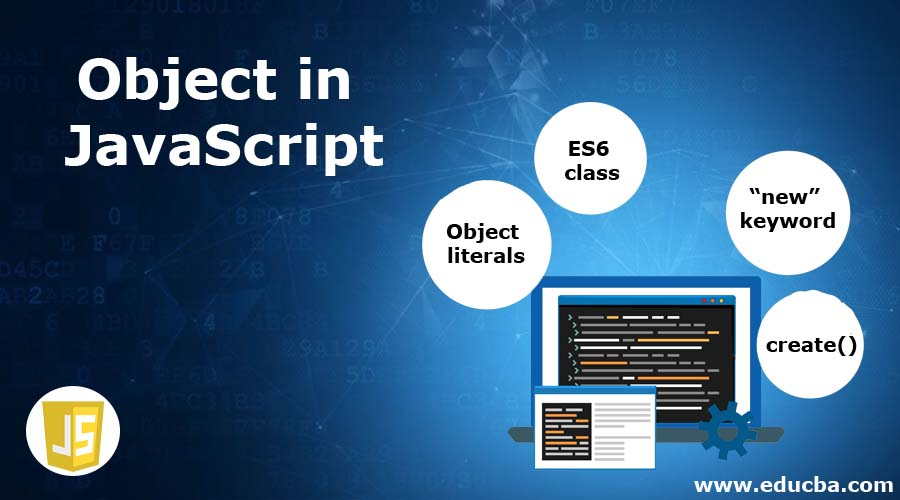 Object in
JavaScript
ES6
class
“new”
keyword
Object
literals
create()
JS
www.educba.com